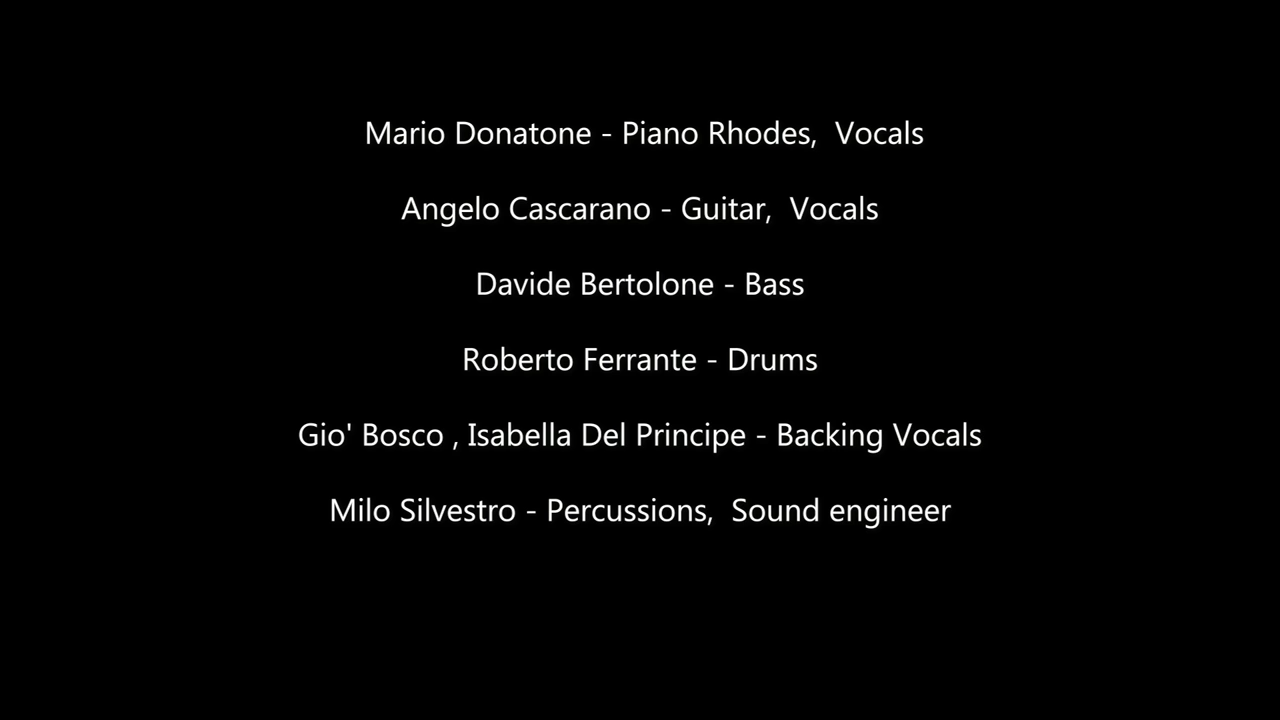 Mario Donatone - Piano Rhodes,  Vocals
Angelo Cascarano - Guitar,  Vocals
Davide Bertolone - Bass
Roberto Ferrante - Drums
Gio' Bosco , Isabella Del Principe - Backing Vocals
Milo Silvestro - Percussions,  Sound engineer